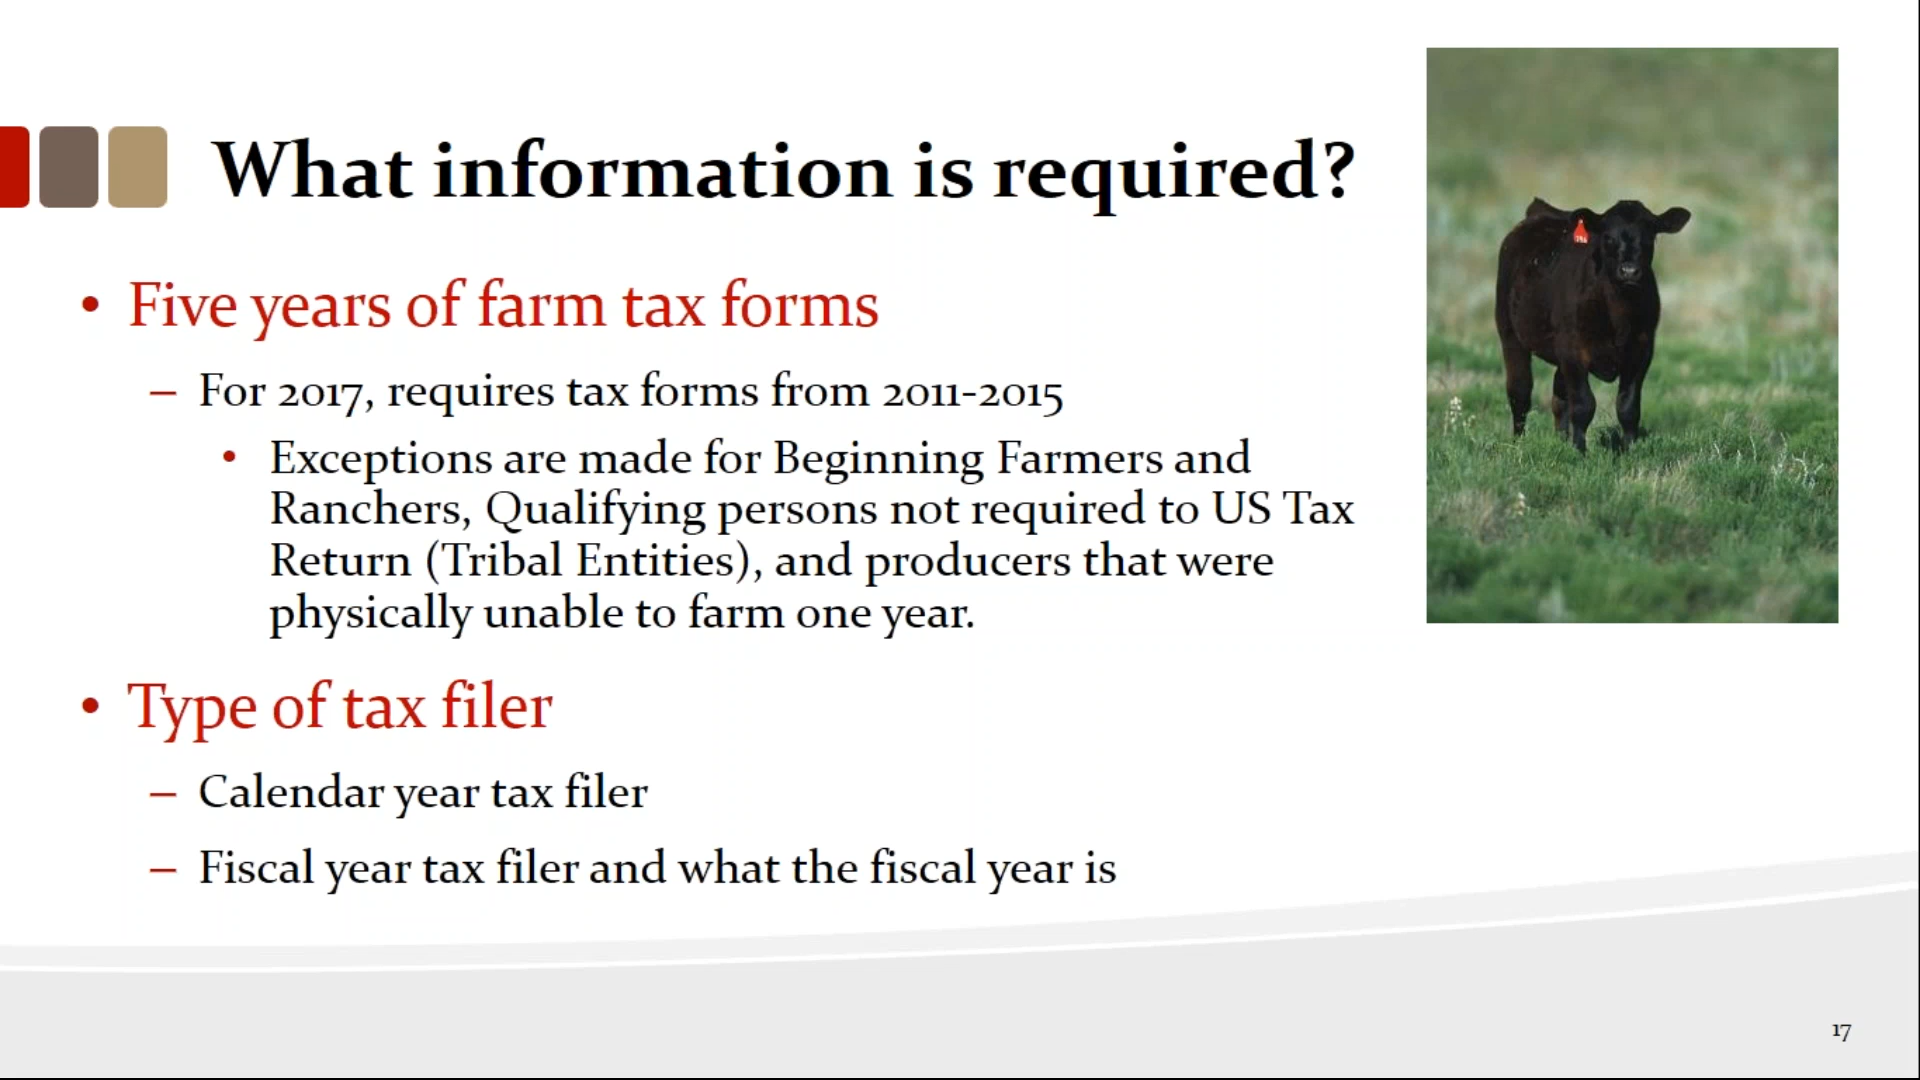 What information is required?
• Five years of farm tax forms
– For 2017, requires tax forms from 2011-2015
• Exceptions are made for Beginning Farmers and
Ranchers, Qualifying persons not required to US Tax
Return (Tribal Entities), and producers that were
physically unable to farm one year.
• Type of tax filer
– Calendar year tax filer
– Fiscal year tax filer and what the fiscal year is
17